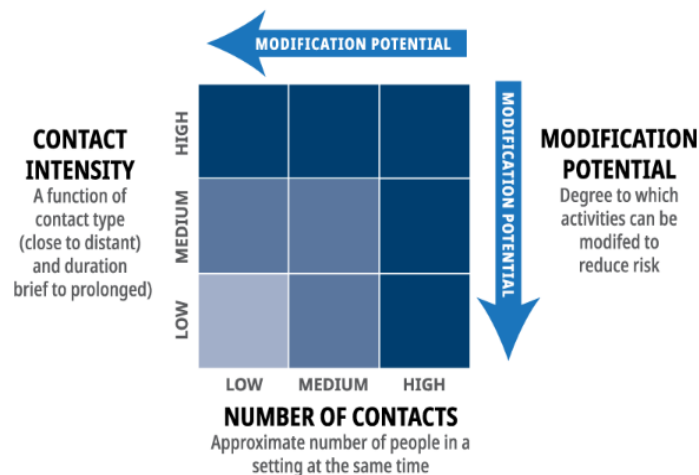 MODIFICATION POTENTIAL
CONTACT
INTENSITY
A function of
contact type
(close to distant)
and duration
brief to prolonged)
HIGH
MEDIUM
LOW
MODIFICATION POTENTIAL
MODIFICATION
POTENTIAL
Degree to which
activities can be
modifed to
reduce risk
LOW
MEDIUM
HIGH
NUMBER OF CONTACTS
Approximate number of people in a
setting at the same time